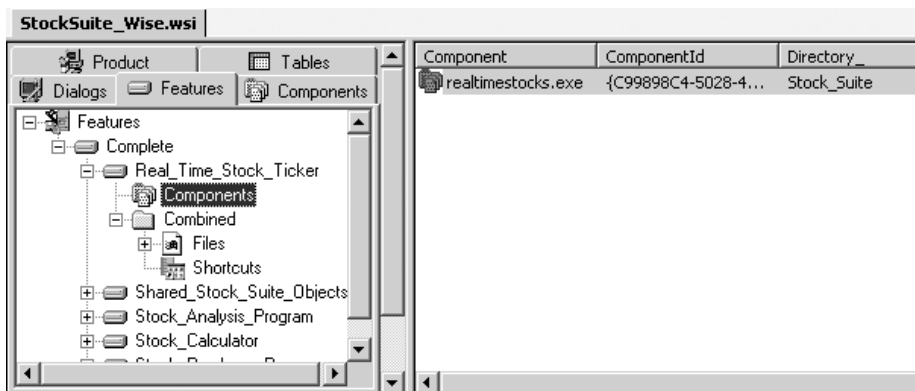 StockSuite_Wise.wsi
Product Tables
Dialogs Features Components
Features
Complete
Real_Time_Stock_Ticker
Components
Combined
Files
Shortcuts
Shared_Stock_Suite_Objects
Stock_Analysis_Program
Stock_Calculator
Component ComponentId Directory_
realtimestocks.exe {C99898C4-5028-4... Stock_Suite